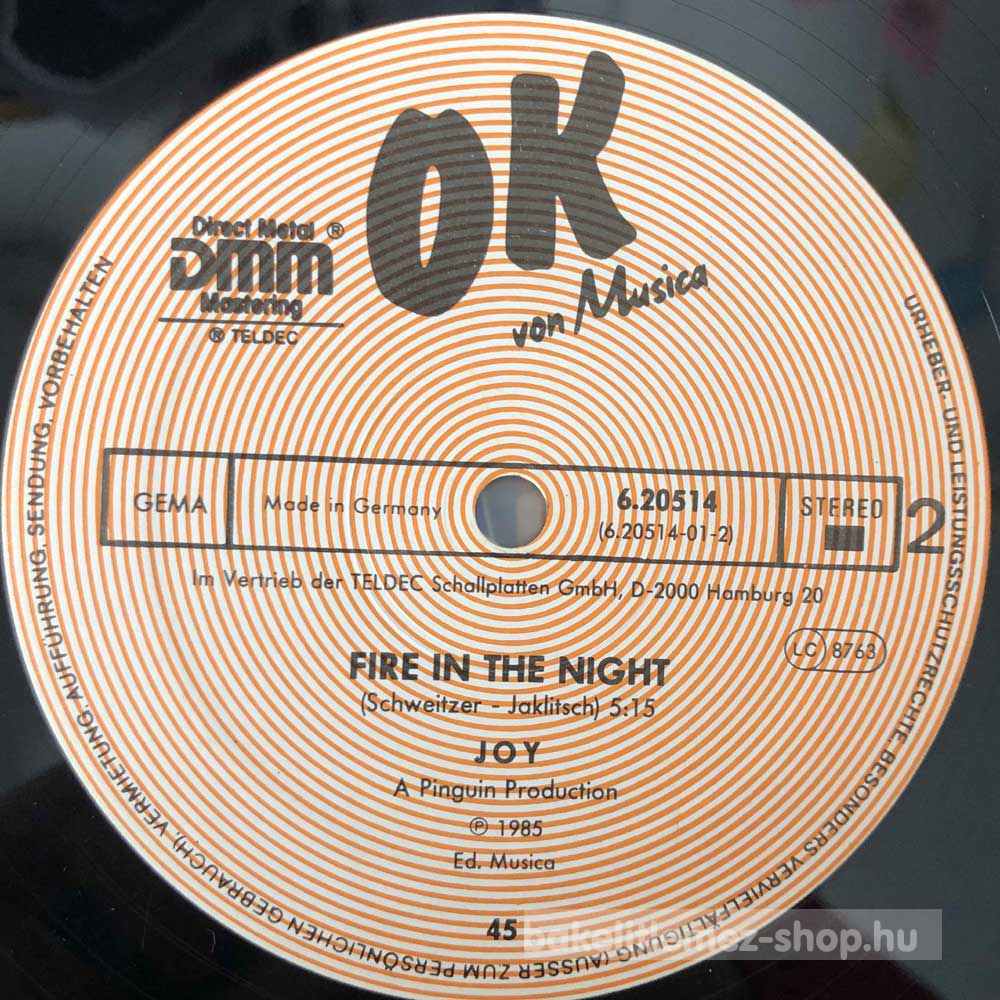 OK
von Musica
Direct Metal ®
DMM
Mastering
® TELDEC
GEMA
Made in Germany
6.20514
(6.20514-01-2)
STEREO
2
Im Vertrieb der TELDEC Schallplatten GmbH, D-2000 Hamburg 20
LC 8763
FIRE IN THE NIGHT
(Schweitzer - Jaklitsch) 5:15
JOY
A Pinguin Production
℗ 1985
Ed. Musica
45
URHEBER- UND LEISTUNGSSCHUTZRECHTE, BESONDERS VERVIELFÄLTIGUNG (AUSSER ZUM PERSÖNLICHEN GEBRAUCH), VERMIETUNG, AUFFÜHRUNG, SENDUNG, VORBEHALTEN
bakelitlemez-shop.hu